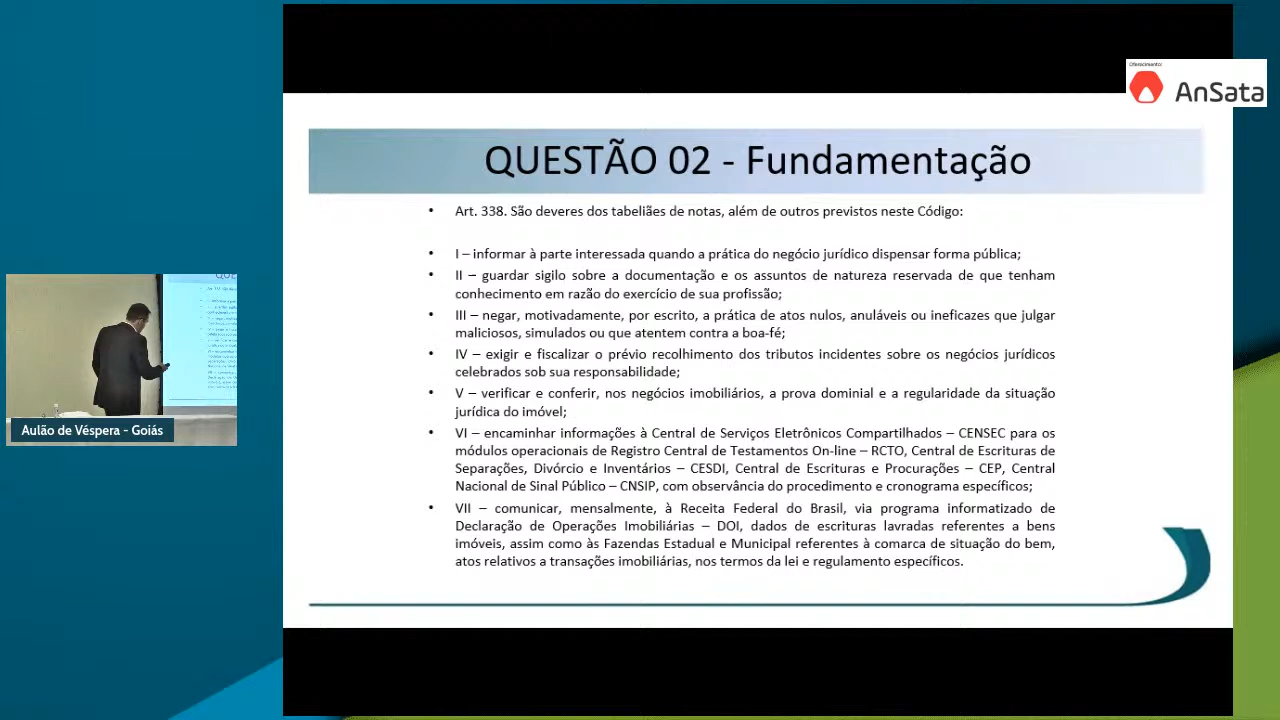 Oferecimento:
AnSata
QUESTÃO 02 - Fundamentação
• Art. 338. São deveres dos tabeliães de notas, além de outros previstos neste Código:
• I – informar à parte interessada quando a prática do negócio jurídico dispensar forma pública;
• II – guardar sigilo sobre a documentação e os assuntos de natureza reservada de que tenham
conhecimento em razão do exercício de sua profissão;
• III – negar, motivadamente, por escrito, a prática de atos nulos, anuláveis ou ineficazes que julgar
maliciosos, simulados ou que atentem contra a boa-fé;
• IV – exigir e fiscalizar o prévio recolhimento dos tributos incidentes sobre os negócios jurídicos
celebrados sob sua responsabilidade;
• V – verificar e conferir, nos negócios imobiliários, a prova dominial e a regularidade da situação
jurídica do imóvel;
• VI – encaminhar informações à Central de Serviços Eletrônicos Compartilhados – CENSEC para os
módulos operacionais de Registro Central de Testamentos On-line – RCTO, Central de Escrituras de
Separações, Divórcio e Inventários – CESDI, Central de Escrituras e Procurações – CEP, Central
Nacional de Sinal Público – CNSIP, com observância do procedimento e cronograma específicos;
• VII – comunicar, mensalmente, à Receita Federal do Brasil, via programa informatizado de
Declaração de Operações Imobiliárias – DOI, dados de escrituras lavradas referentes a bens
imóveis, assim como às Fazendas Estadual e Municipal referentes à comarca de situação do bem,
atos relativos a transações imobiliárias, nos termos da lei e regulamento específicos.
Aulão de Véspera - Goiás